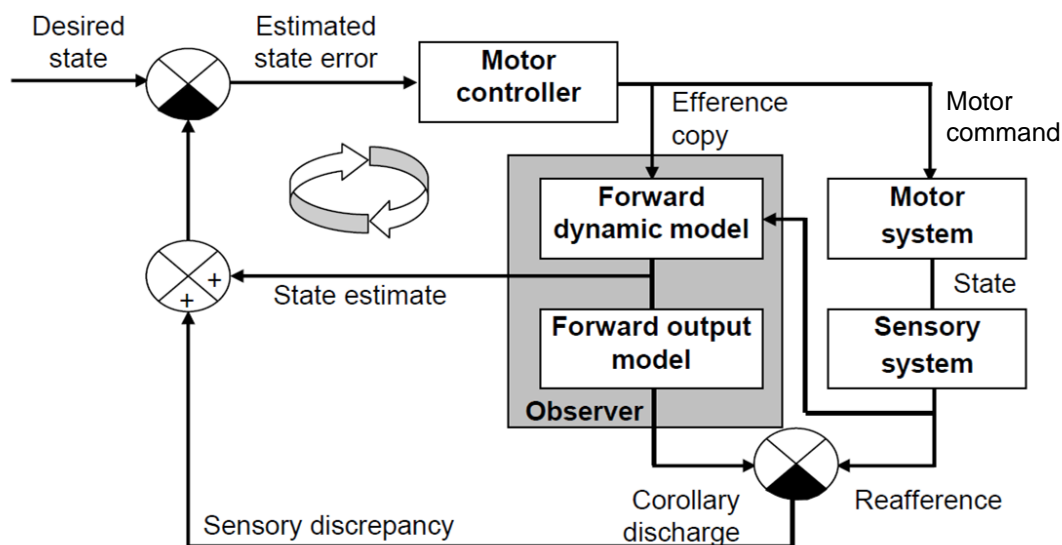 Desired
state
Estimated
state error
Motor
controller
Efference
copy
Motor
command
Forward
dynamic model
Motor
system
State estimate
+
+
State
Forward output
model
Sensory
system
Observer
Corollary
discharge
Reafference
Sensory discrepancy